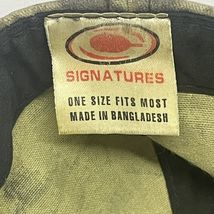 SIGNATURES
ONE SIZE FITS MOST
MADE IN BANGLADESH